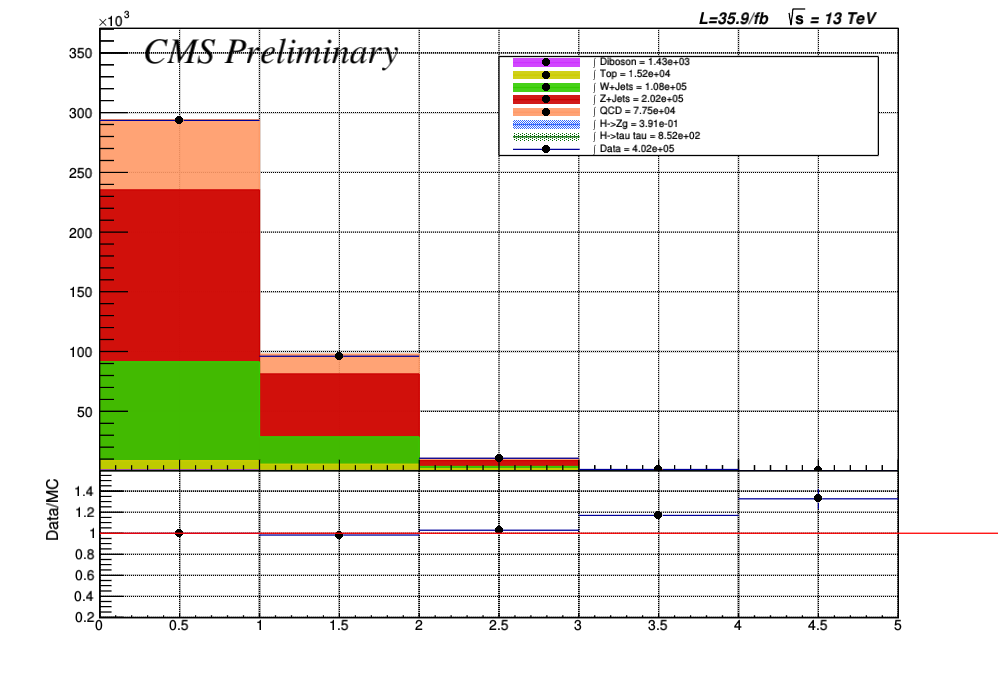 ×10³
L=35.9/fb √s = 13 TeV
CMS Preliminary
350
300
250
200
150
100
50
∫ Diboson = 1.43e+03
∫ Top = 1.52e+04
∫ W+Jets = 1.08e+05
∫ Z+Jets = 2.02e+05
∫ QCD = 7.75e+04
∫ H->Zg = 3.91e-01
∫ H->tau tau = 8.52e+02
∫ Data = 4.02e+05
Data/MC
1.4
1.2
1
0.8
0.6
0.4
0.2
0 0.5 1 1.5 2 2.5 3 3.5 4 4.5 5